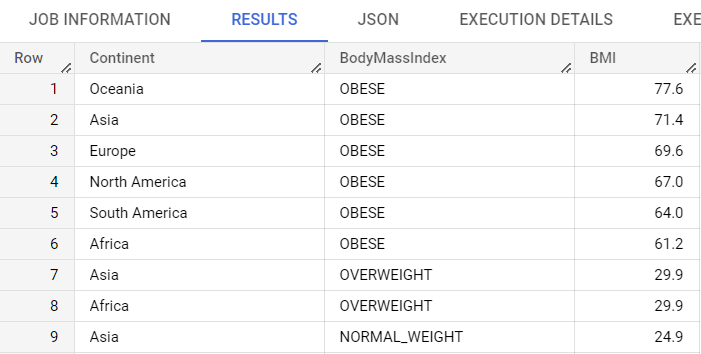 JOB INFORMATION RESULTS JSON EXECUTION DETAILS EXE
Row Continent BodyMassIndex BMI
1 Oceania OBESE 77.6
2 Asia OBESE 71.4
3 Europe OBESE 69.6
4 North America OBESE 67.0
5 South America OBESE 64.0
6 Africa OBESE 61.2
7 Asia OVERWEIGHT 29.9
8 Africa OVERWEIGHT 29.9
9 Asia NORMAL_WEIGHT 24.9